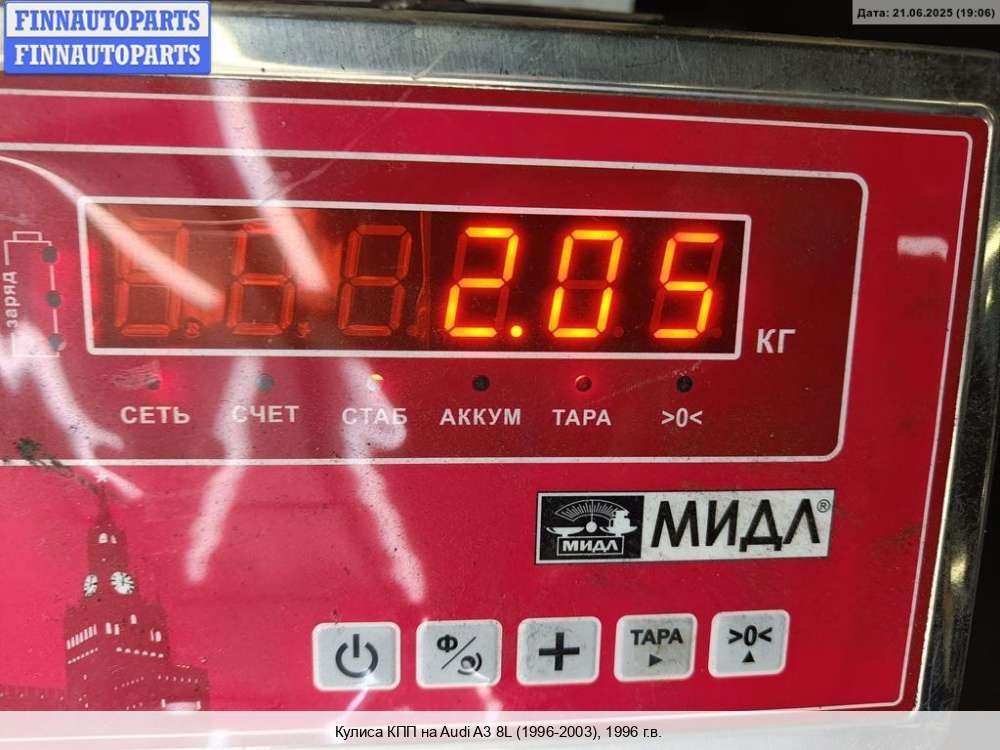 FINNAUTOPARTS
FINNAUTOPARTS
Дата: 21.06.2025 (19:06)
заряд
2.05
КГ
СЕТЬ СЧЕТ СТАБ АККУМ ТАРА >0<
МИДЛ
МИДЛ®
Ф/
+
ТАРА
>0<
Кулиса КПП на Audi A3 8L (1996-2003), 1996 г.в.